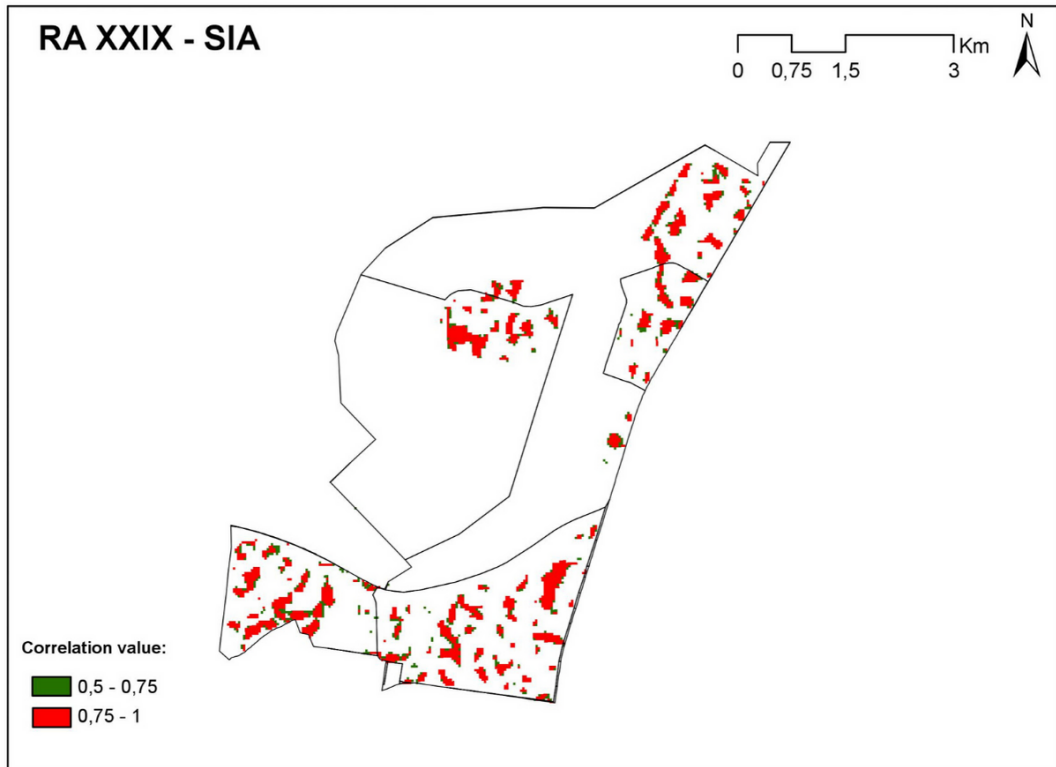 RA XXIX - SIA
N
Km
0 0,75 1,5 3
Correlation value:
0,5 - 0,75
0,75 - 1